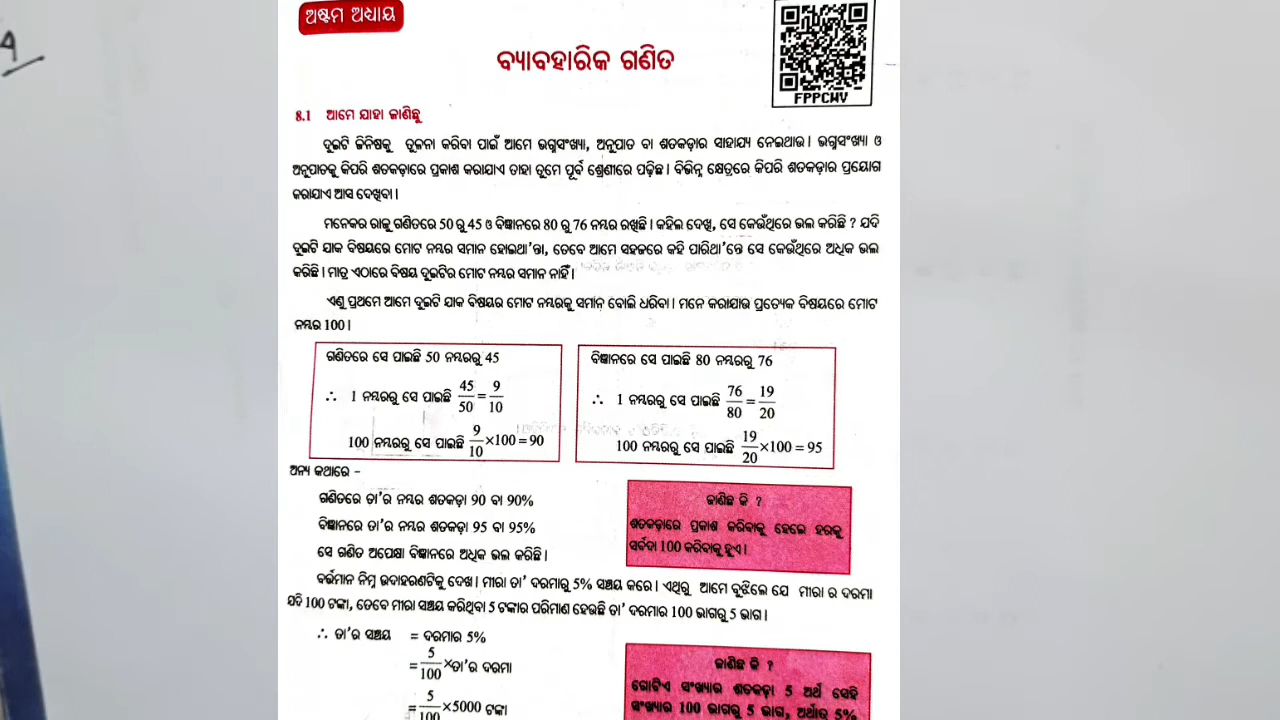 ଅଷ୍ଟମ ଅଧ୍ୟାୟ
ବ୍ୟାବହାରିକ ଗଣିତ
FPPCWV
8.1 ଆମେ ଯାହା ଜାଣିଛୁ
ଦୁଇଟି ଜିନିଷକୁ ତୁଳନା କରିବା ପାଇଁ ଆମେ ଭଗ୍ନସଂଖ୍ୟା, ଅନୁପାତ ବା ଶତକଡ଼ାର ସାହାଯ୍ୟ ନେଇଥାଉ। ଭଗ୍ନସଂଖ୍ୟା ଓ
ଅନୁପାତକୁ କିପରି ଶତକଡ଼ାରେ ପ୍ରକାଶ କରାଯାଏ ତାହା ତୁମେ ପୂର୍ବ ଶ୍ରେଣୀରେ ପଢ଼ିଛ। ବିଭିନ୍ନ କ୍ଷେତ୍ରରେ କିପରି ଶତକଡ଼ାର ପ୍ରୟୋଗ
କରାଯାଏ ଆସ ଦେଖିବା।
ମନେକର ରାଜୁ ଗଣିତରେ 50 ରୁ 45 ଓ ବିଜ୍ଞାନରେ 80 ରୁ 76 ନମ୍ବର ରଖିଛି। କହିଲ ଦେଖି, ସେ କେଉଁଥିରେ ଭଲ କରିଛି ? ଯଦି
ଦୁଇଟି ଯାକ ବିଷୟରେ ମୋଟ ନମ୍ବର ସମାନ ହୋଇଥା'ନ୍ତା, ତେବେ ଆମେ ସହଜରେ କହି ପାରିଥା'ନ୍ତେ ସେ କେଉଁଥିରେ ଅଧିକ ଭଲ
କରିଛି। ମାତ୍ର ଏଠାରେ ବିଷୟ ଦୁଇଟିର ମୋଟ ନମ୍ବର ସମାନ ନାହିଁ।
ଏଣୁ ପ୍ରଥମେ ଆମେ ଦୁଇଟି ଯାକ ବିଷୟର ମୋଟ ନମ୍ବରକୁ ସମାନ ବୋଲି ଧରିବା। ମନେ କରାଯାଉ ପ୍ରତ୍ୟେକ ବିଷୟରେ ମୋଟ
ନମ୍ବର 100।
ଗଣିତରେ ସେ ପାଇଛି 50 ନମ୍ବରରୁ 45
∴ 1 ନମ୍ବରରୁ ସେ ପାଇଛି 45/50 = 9/10
100 ନମ୍ବରରୁ ସେ ପାଇଛି 9/10 ×100 = 90
ବିଜ୍ଞାନରେ ସେ ପାଇଛି 80 ନମ୍ବରରୁ 76
∴ 1 ନମ୍ବରରୁ ସେ ପାଇଛି 76/80 = 19/20
100 ନମ୍ବରରୁ ସେ ପାଇଛି 19/20 ×100 = 95
ଅନ୍ୟ କଥାରେ -
ଗଣିତରେ ତା'ର ନମ୍ବର ଶତକଡ଼ା 90 ବା 90%
ବିଜ୍ଞାନରେ ତା'ର ନମ୍ବର ଶତକଡ଼ା 95 ବା 95%
ସେ ଗଣିତ ଅପେକ୍ଷା ବିଜ୍ଞାନରେ ଅଧିକ ଭଲ କରିଛି।
ଜାଣିଛ କି ?
ଶତକଡ଼ାରେ ପ୍ରକାଶ କରିବାକୁ ହେଲେ ହରକୁ
ସର୍ବଦା 100 କରିବାକୁ ହୁଏ।
ବର୍ତ୍ତମାନ ନିମ୍ନ ଉଦାହରଣଟିକୁ ଦେଖ। ମୀରା ତା' ଦରମାରୁ 5% ସଞ୍ଚୟ କରେ। ଏଥିରୁ ଆମେ ବୁଝିଲେ ଯେ ମୀରା ର ଦରମା
ଯଦି 100 ଟଙ୍କା, ତେବେ ମୀରା ସଞ୍ଚୟ କରିଥିବା 5 ଟଙ୍କାର ପରିମାଣ ହେଉଛି ତା' ଦରମାର 100 ଭାଗରୁ 5 ଭାଗ।
∴ ତା'ର ସଞ୍ଚୟ = ଦରମାର 5%
= 5/100 ×ତା'ର ଦରମା
= 5/100 ×5000 ଟଙ୍କା
ଜାଣିଛ କି ?
ଗୋଟିଏ ସଂଖ୍ୟାର ଶତକଡ଼ା 5 ଅର୍ଥ ସେହି
ସଂଖ୍ୟାର 100 ଭାଗରୁ 5 ଭାଗ, ଅର୍ଥାତ୍ 5%